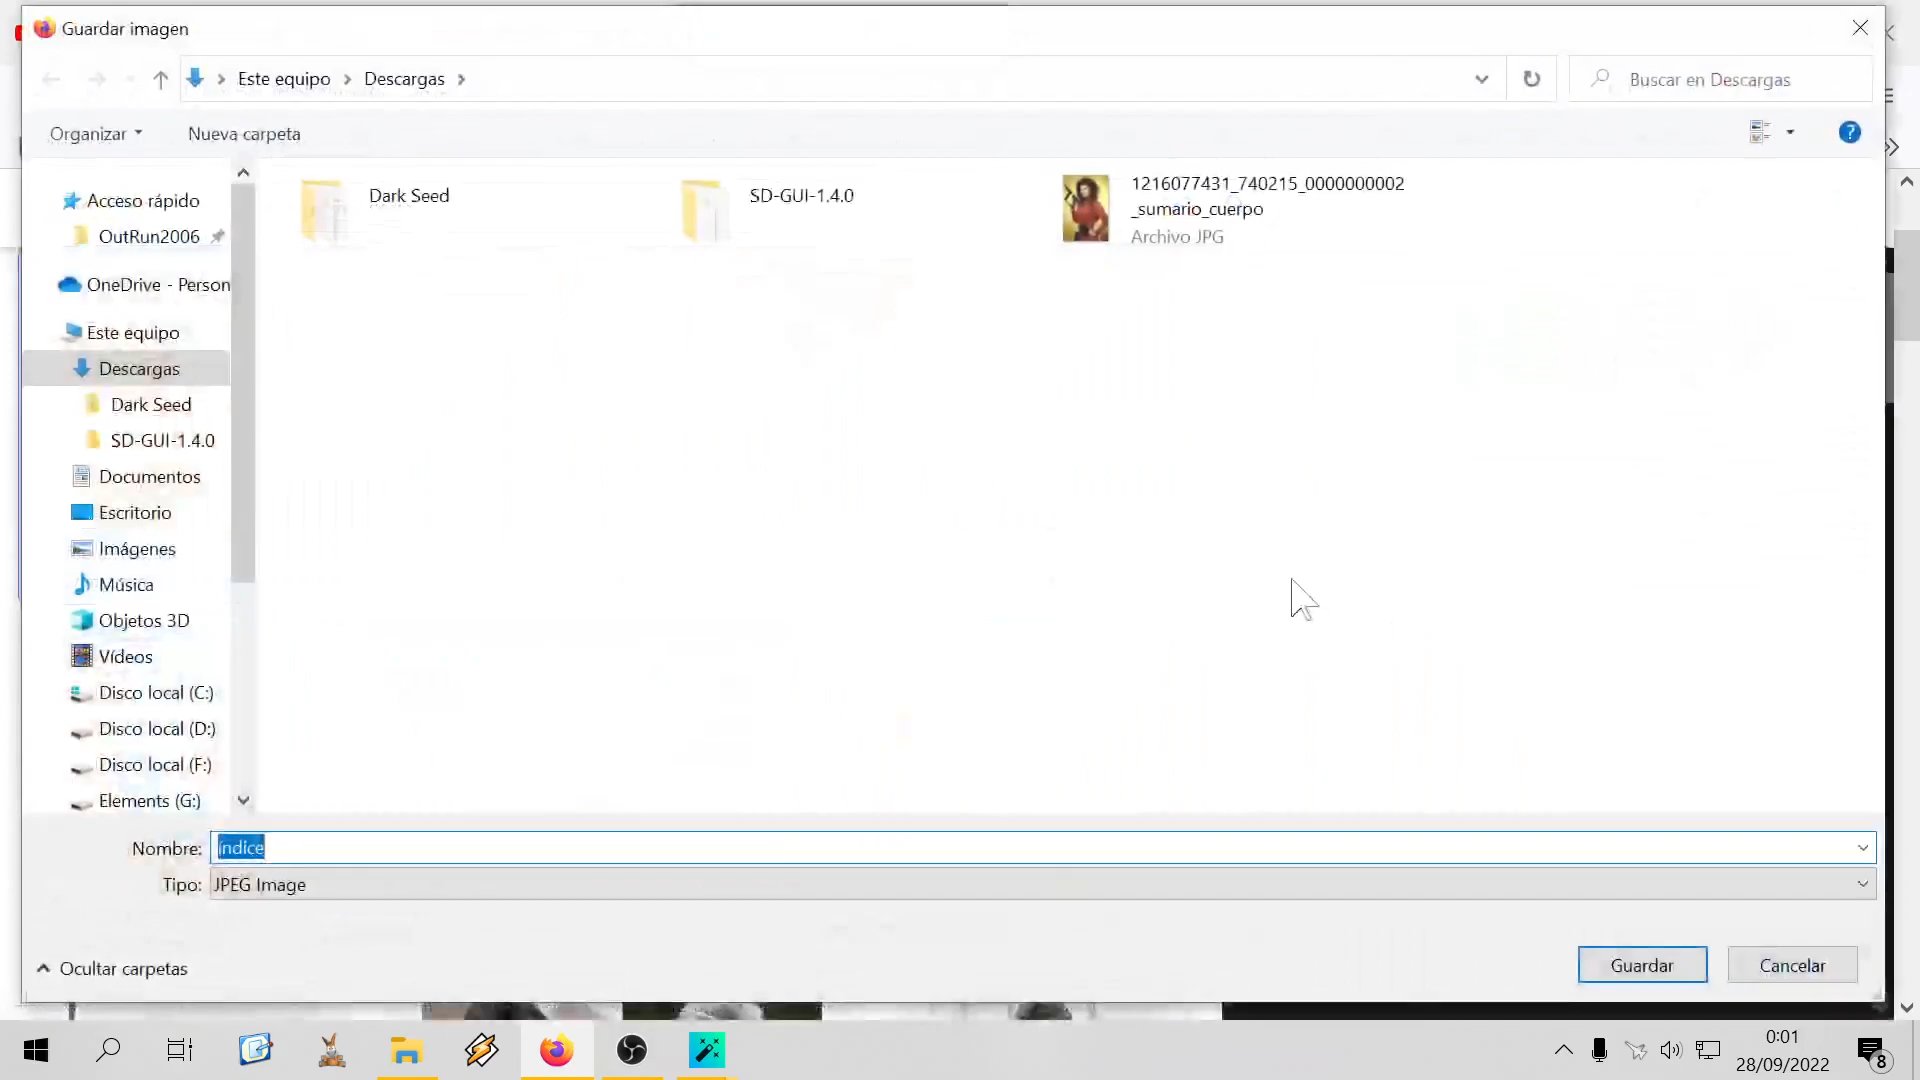 Guardar imagen
Este equipo
Descargas
Buscar en Descargas
Organizar
Nueva carpeta
Acceso rápido
OutRun2006
OneDrive - Person
Este equipo
Descargas
Dark Seed
SD-GUI-1.4.0
Documentos
Escritorio
Imágenes
Música
Objetos 3D
Vídeos
Disco local (C:)
Disco local (D:)
Disco local (F:)
Elements (G:)
Dark Seed
SD-GUI-1.4.0
1216077431_740215_0000000002
_sumario_cuerpo
Archivo JPG
Nombre: índice
Tipo: JPEG Image
Ocultar carpetas
Guardar
Cancelar
0:01
28/09/2022
8